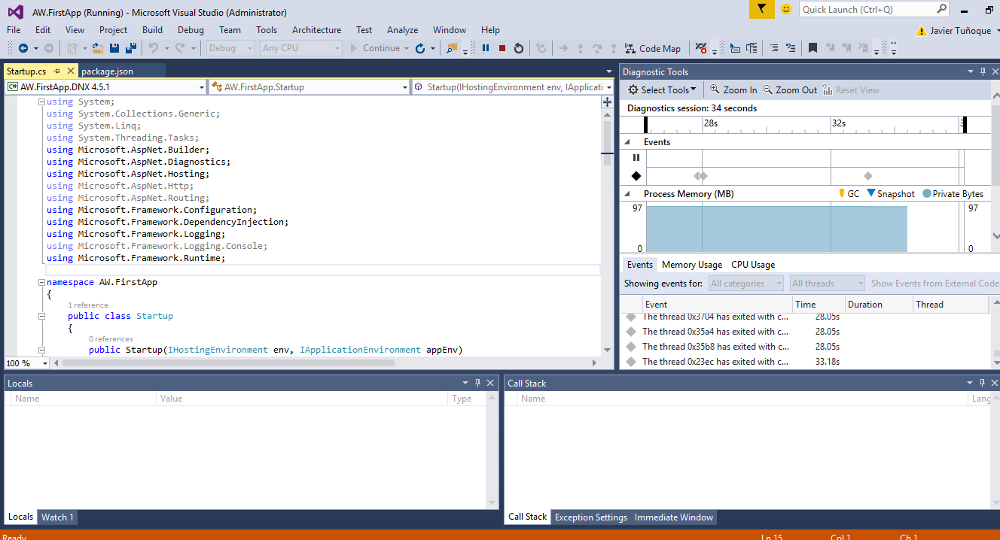 AW.FirstApp (Running) - Microsoft Visual Studio (Administrator)
Quick Launch (Ctrl+Q)
File Edit View Project Build Debug Team Tools Architecture Test Analyze Window Help
Javier Tuñoque
Debug Any CPU Continue Code Map
Startup.cs package.json
C# AW.FirstApp.DNX 4.5.1 AW.FirstApp.Startup Startup(IHostingEnvironment env, IApplicati
using System;
using System.Collections.Generic;
using System.Linq;
using System.Threading.Tasks;
using Microsoft.AspNet.Builder;
using Microsoft.AspNet.Diagnostics;
using Microsoft.AspNet.Hosting;
using Microsoft.AspNet.Http;
using Microsoft.AspNet.Routing;
using Microsoft.Framework.Configuration;
using Microsoft.Framework.DependencyInjection;
using Microsoft.Framework.Logging;
using Microsoft.Framework.Logging.Console;
using Microsoft.Framework.Runtime;
namespace AW.FirstApp
{
1 reference
public class Startup
{
0 references
public Startup(IHostingEnvironment env, IApplicationEnvironment appEnv)
100 %
Diagnostic Tools
Select Tools Zoom In Zoom Out Reset View
Diagnostics session: 34 seconds
28s 32s
Events
Process Memory (MB) GC Snapshot Private Bytes
97 97
0 0
Events Memory Usage CPU Usage
Showing events for: All categories All threads Show Events from External Code
Event Time Duration Thread
The thread 0x3704 has exited with c... 28.05s
The thread 0x35a4 has exited with c... 28.05s
The thread 0x35b8 has exited with c... 28.05s
The thread 0x23ec has exited with c... 33.18s
Locals
Name Value Type
Locals Watch 1
Call Stack
Name Lang
Call Stack Exception Settings Immediate Window
Ready Ln 15 Col 1 Ch 1